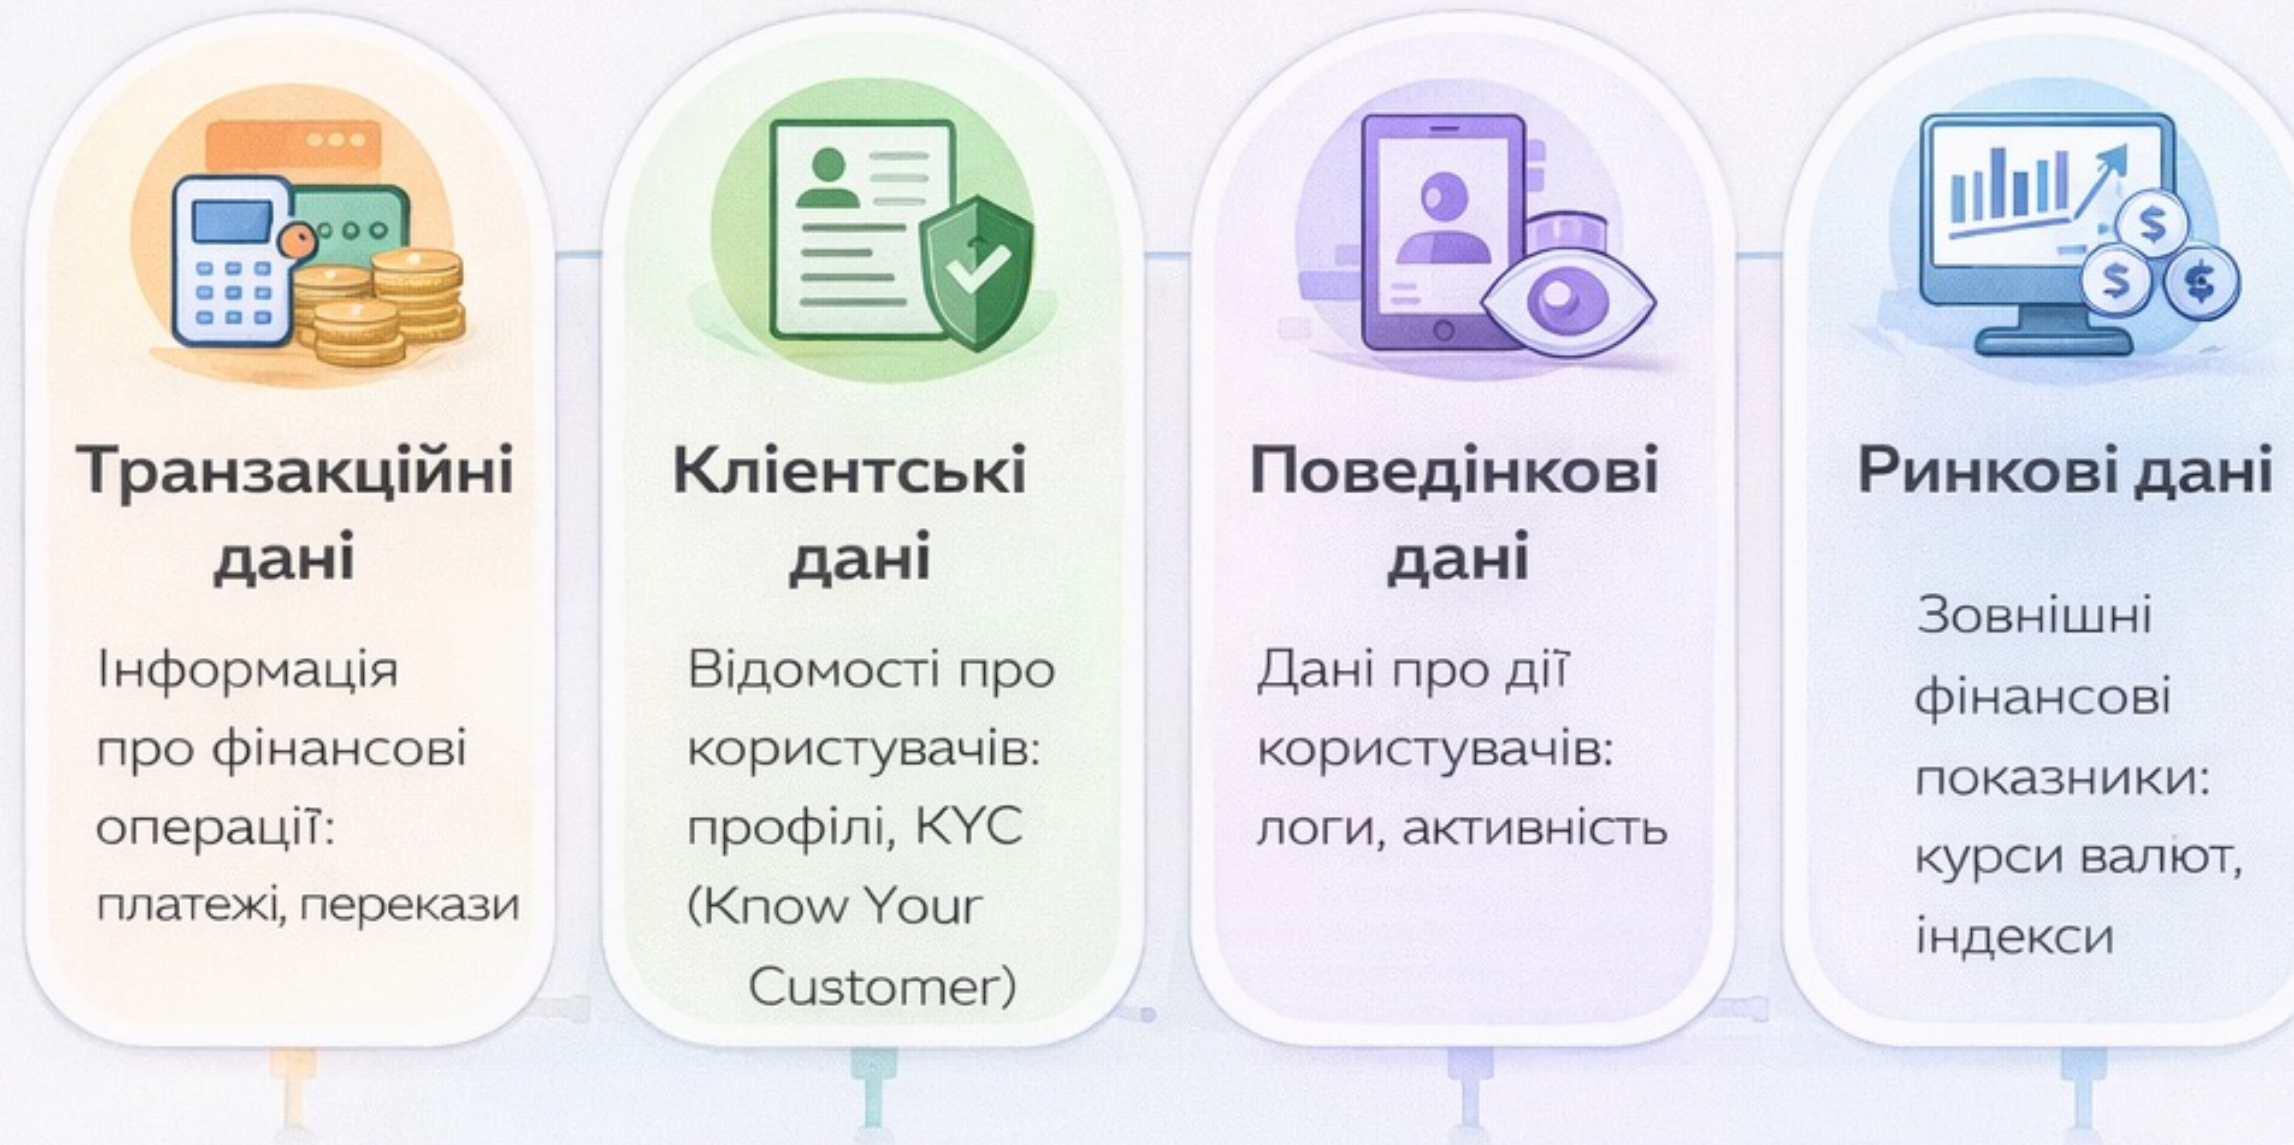 Транзакційні
дані
Інформація
про фінансові
операції:
платежі, перекази
Клієнтські
дані
Відомості про
користувачів:
профілі, KYC
(Know Your
Customer)
Поведінкові
дані
Дані про дії
користувачів:
логи, активність
Ринкові дані
Зовнішні
фінансові
показники:
курси валют,
індекси